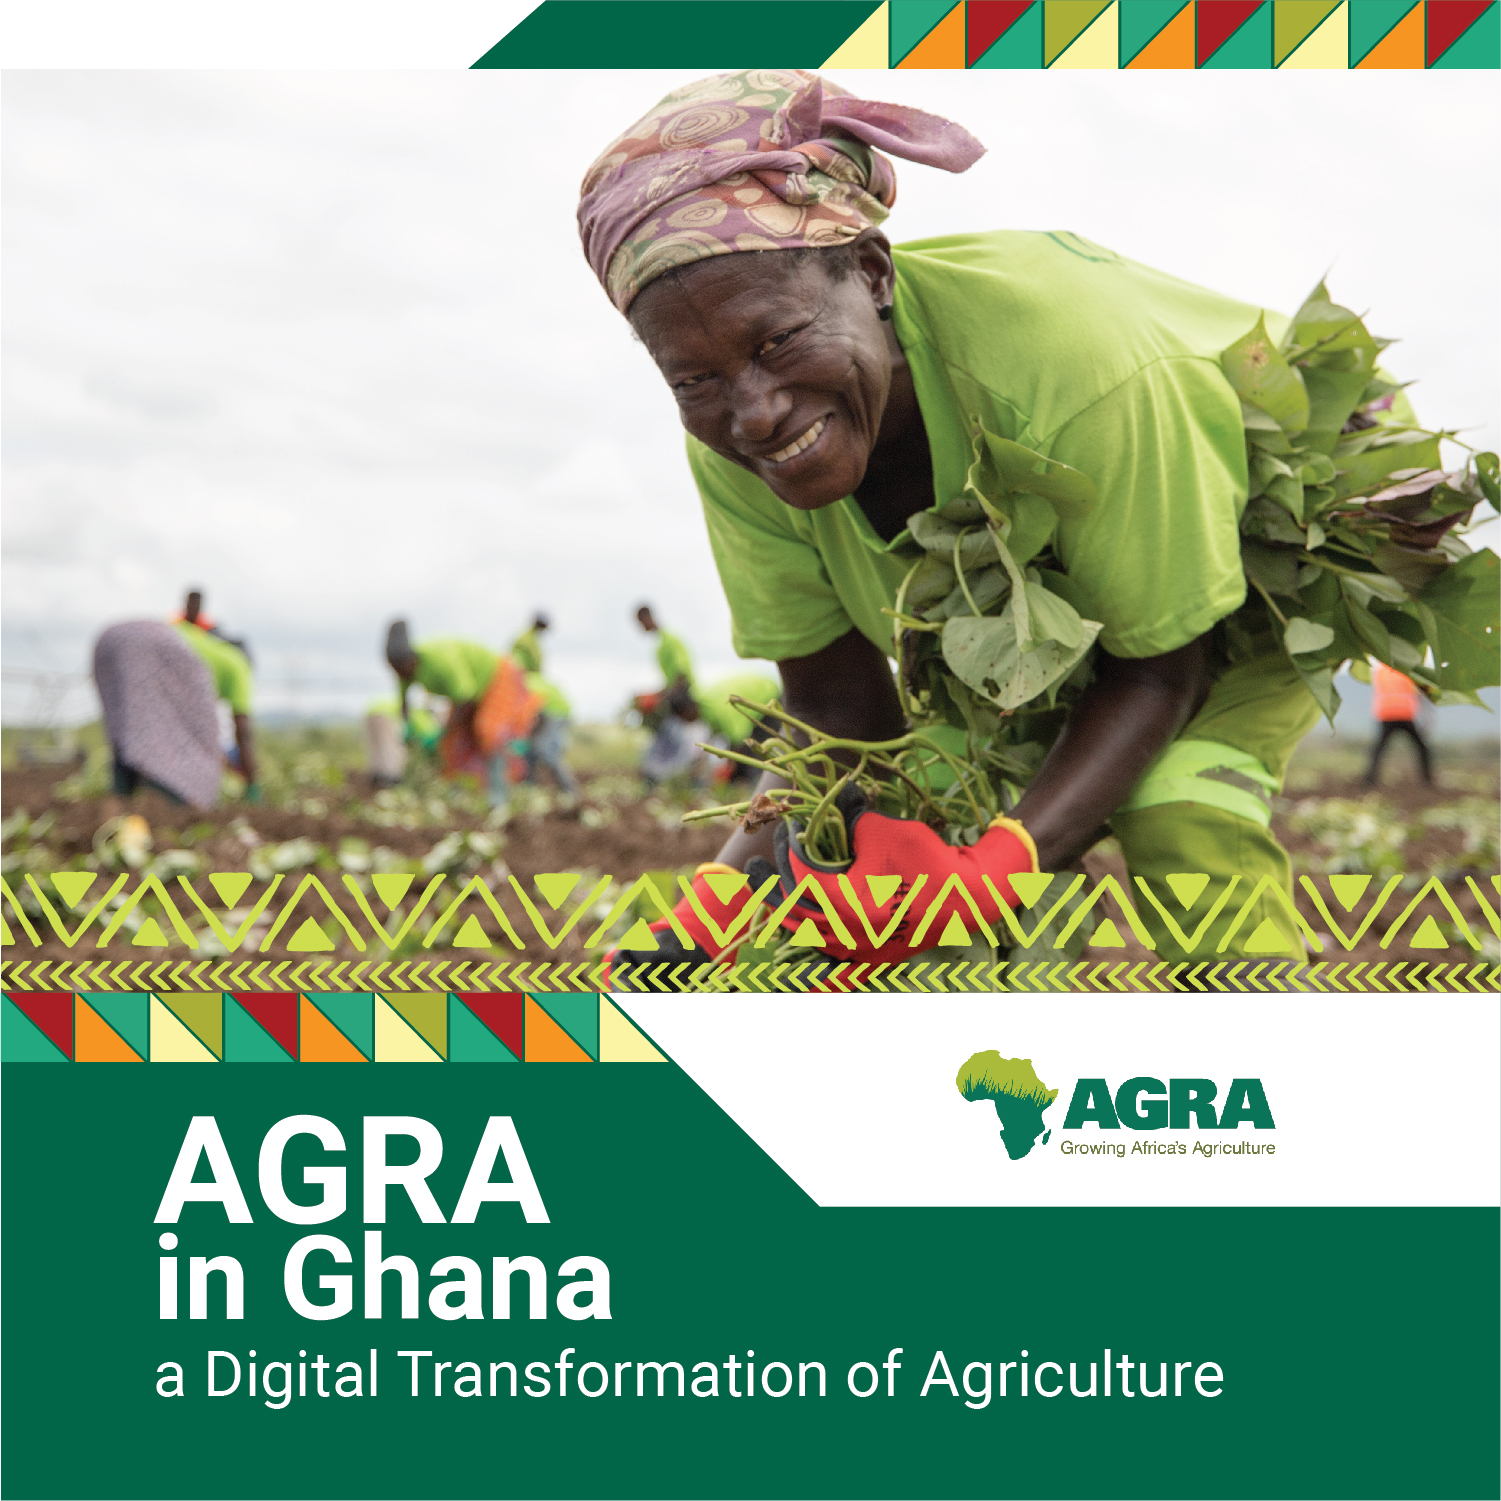 AGRA
Growing Africa's Agriculture
AGRA
in Ghana
a Digital Transformation of Agriculture